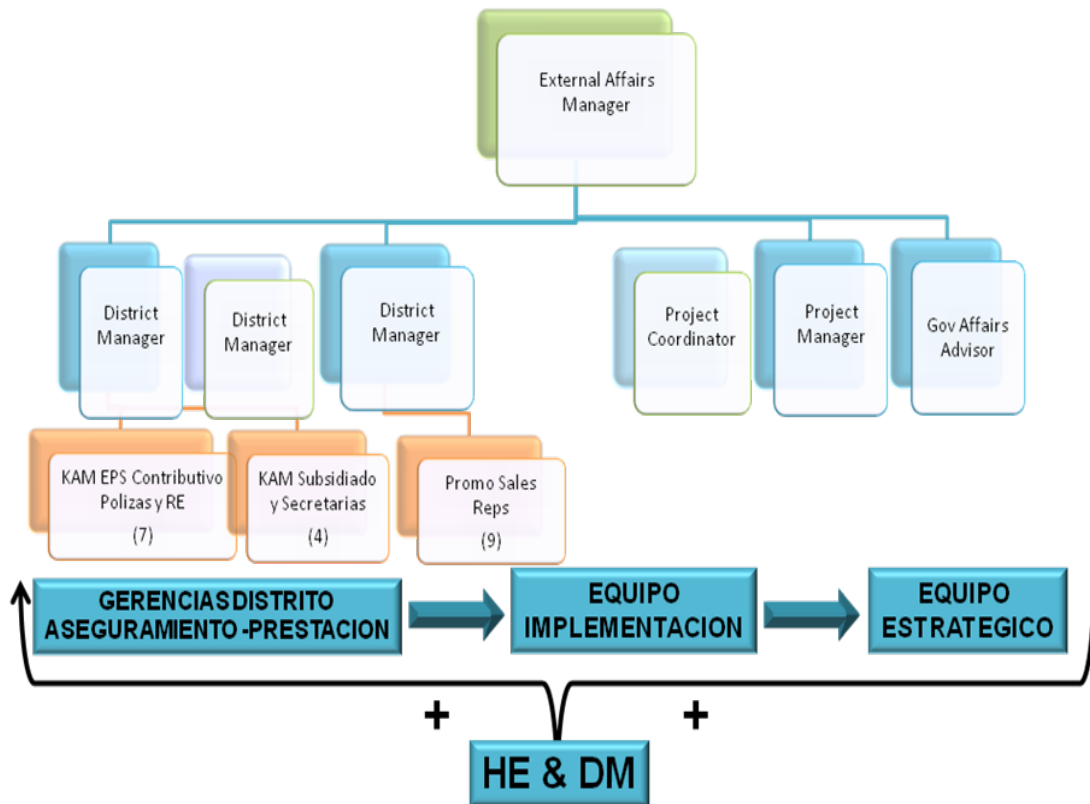 External Affairs
Manager
District
Manager
District
Manager
District
Manager
Project
Coordinator
Project
Manager
Gov Affairs
Advisor
KAM EPS Contributivo
Polizas y RE
(7)
KAM Subsidiado
y Secretarias
(4)
Promo Sales
Reps
(9)
GERENCIAS DISTRITO
ASEGURAMIENTO -PRESTACION
EQUIPO
IMPLEMENTACION
EQUIPO
ESTRATEGICO
+
+
HE & DM